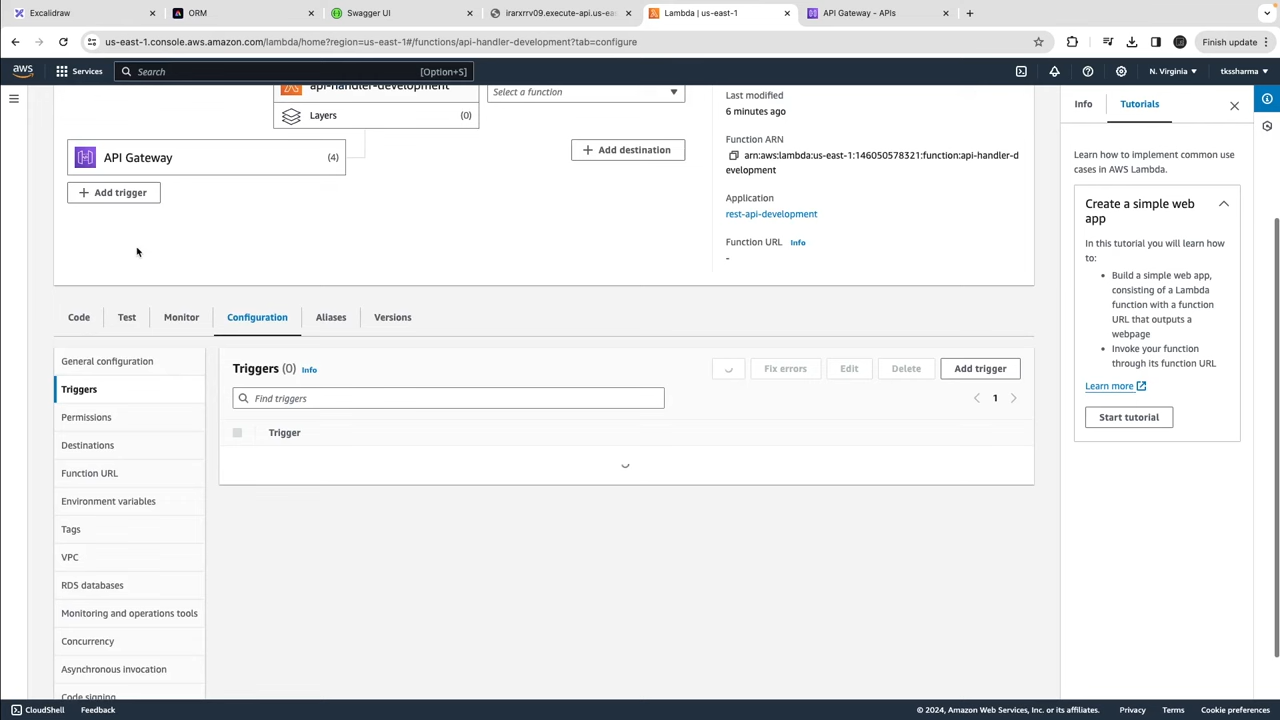 Excalidraw
ORM
Swagger UI
irarxrrv09.execute-api.us-eas
Lambda | us-east-1
API Gateway - APIs
us-east-1.console.aws.amazon.com/lambda/home?region=us-east-1#/functions/api-handler-development?tab=configure
Finish update
aws
Services
Search
[Option+S]
N. Virginia
tkssharma
api-handler-development
Layers
(0)
Select a function
API Gateway
(4)
Add trigger
Add destination
Last modified
6 minutes ago
Function ARN
arn:aws:lambda:us-east-1:146050578321:function:api-handler-d
evelopment
Application
rest-api-development
Function URL Info
-
Info
Tutorials
Learn how to implement common use
cases in AWS Lambda.
Create a simple web
app
In this tutorial you will learn how
to:
• Build a simple web app,
consisting of a Lambda
function with a function
URL that outputs a
webpage
• Invoke your function
through its function URL
Learn more
Start tutorial
Code
Test
Monitor
Configuration
Aliases
Versions
General configuration
Triggers
Permissions
Destinations
Function URL
Environment variables
Tags
VPC
RDS databases
Monitoring and operations tools
Concurrency
Asynchronous invocation
Code signing
Triggers (0) Info
Fix errors
Edit
Delete
Add trigger
Find triggers
1
Trigger
CloudShell
Feedback
© 2024, Amazon Web Services, Inc. or its affiliates.
Privacy
Terms
Cookie preferences